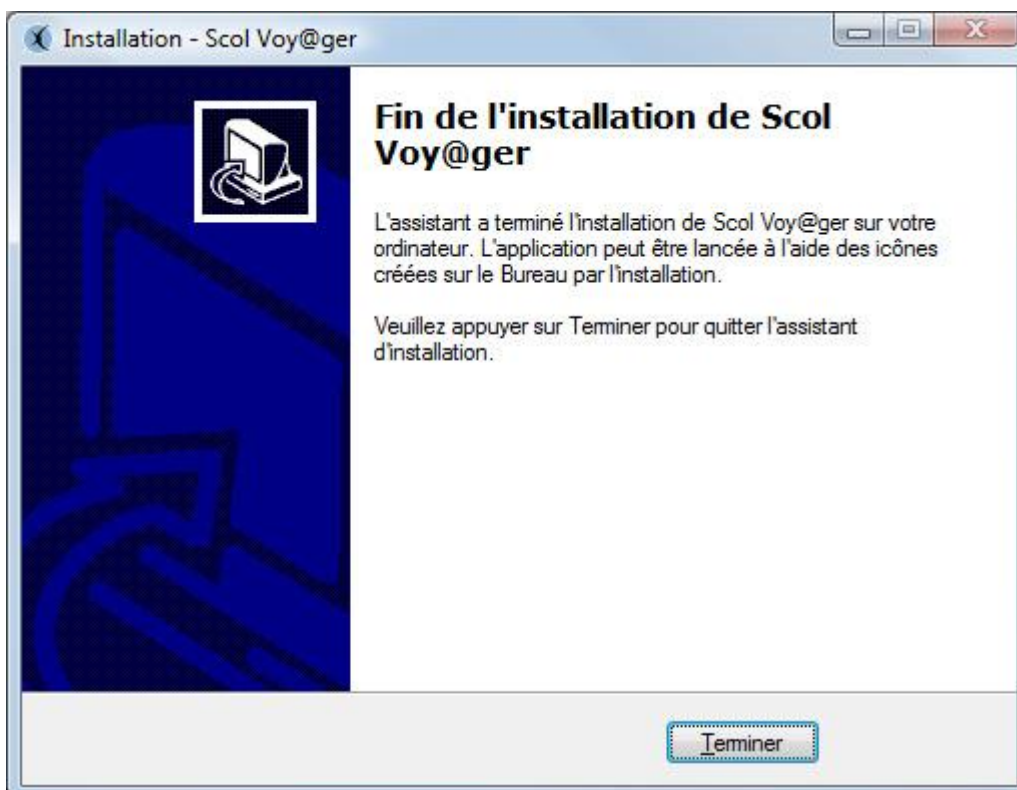 Installation - Scol Voy@ger
Fin de l'installation de Scol
Voy@ger
L'assistant a terminé l'installation de Scol Voy@ger sur votre
ordinateur. L'application peut être lancée à l'aide des icônes
créées sur le Bureau par l'installation.
Veuillez appuyer sur Terminer pour quitter l'assistant
d'installation.
Terminer